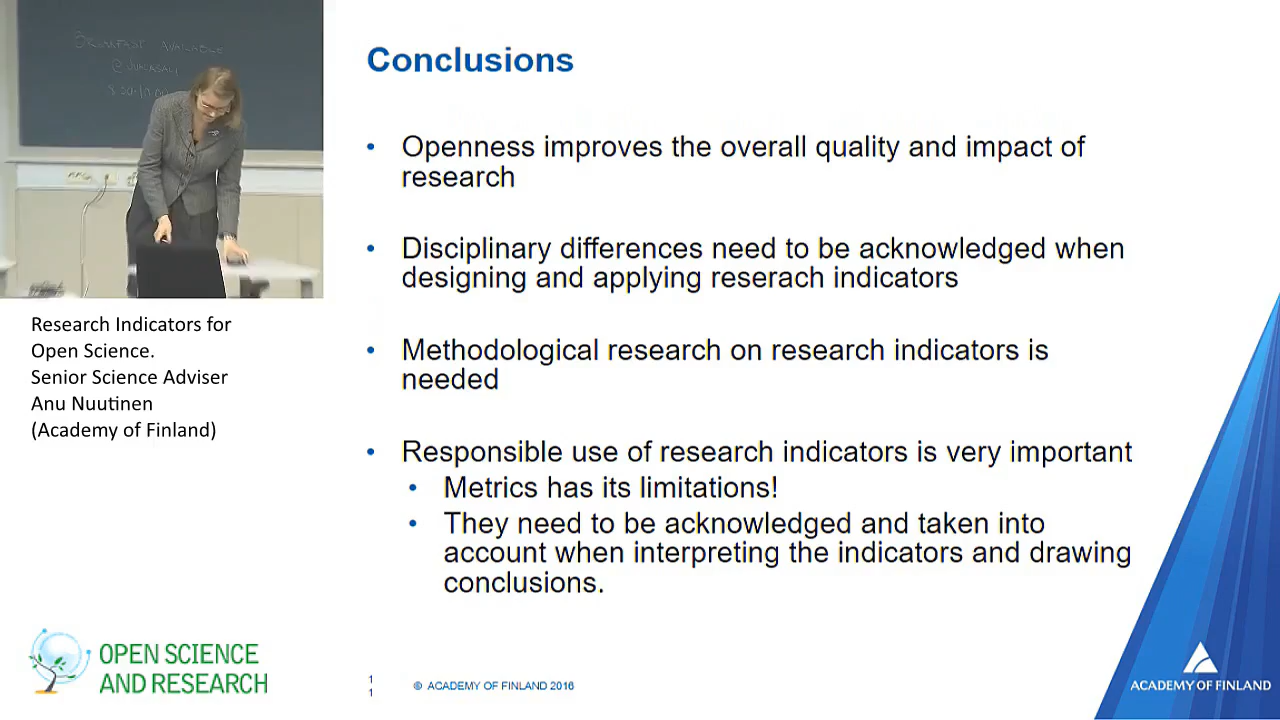 BREAKFAST AVAILABLE
@
Conclusions
• Openness improves the overall quality and impact of
research
• Disciplinary differences need to be acknowledged when
designing and applying reserach indicators
• Methodological research on research indicators is
needed
• Responsible use of research indicators is very important
• Metrics has its limitations!
• They need to be acknowledged and taken into
account when interpreting the indicators and drawing
conclusions.
Research Indicators for
Open Science.
Senior Science Adviser
Anu Nuutinen
(Academy of Finland)
OPEN SCIENCE
AND RESEARCH
1
1
© ACADEMY OF FINLAND 2016
ACADEMY OF FINLAND